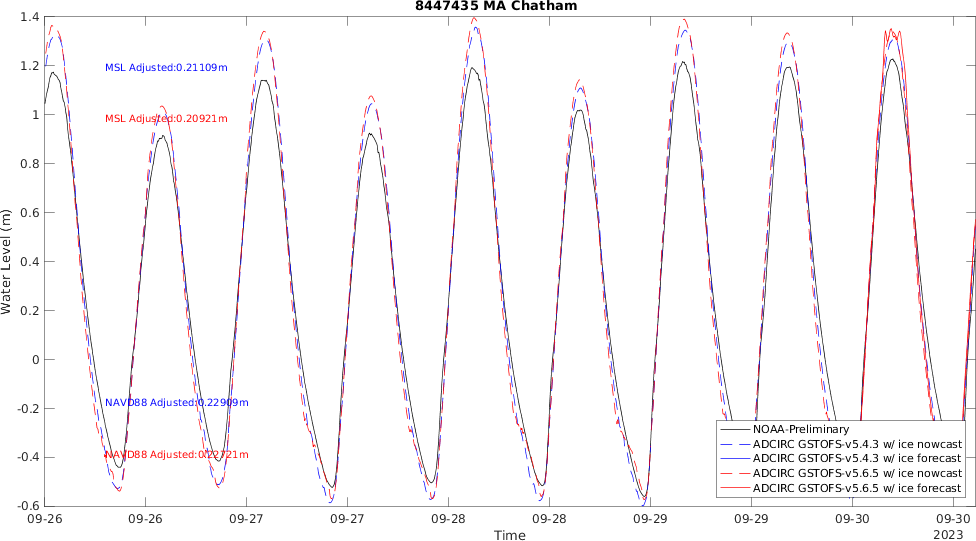 8447435 MA Chatham
1.4
1.2
1
0.8
0.6
0.4
0.2
0
-0.2
-0.4
-0.6
Water Level (m)
MSL Adjusted:0.21109m
MSL Adjusted:0.20921m
NAVD88 Adjusted:0.22909m
NAVD88 Adjusted:0.22721m
NOAA-Preliminary
ADCIRC GSTOFS-v5.4.3 w/ ice nowcast
ADCIRC GSTOFS-v5.4.3 w/ ice forecast
ADCIRC GSTOFS-v5.6.5 w/ ice nowcast
ADCIRC GSTOFS-v5.6.5 w/ ice forecast
09-26 09-26 09-27 09-27 09-28 09-28 09-29 09-29 09-30 09-30
Time
2023